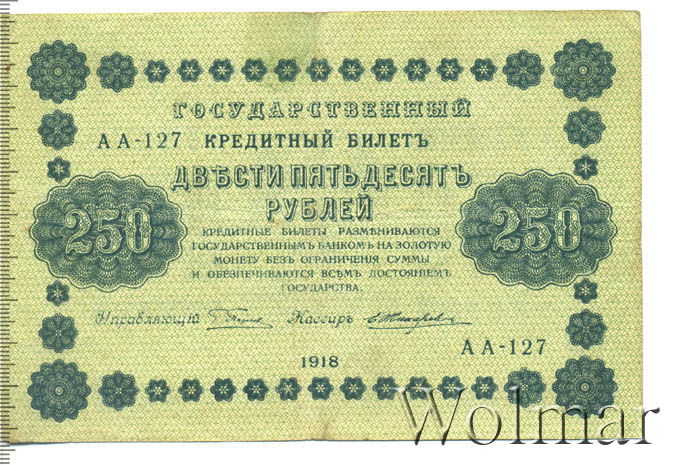 ГОСУДАРСТВЕННЫЙ
АА-127 КРЕДИТНЫЙ БИЛЕТЪ
ДВѢСТИ ПЯТЬДЕСЯТЪ
РУБЛЕЙ
250 250
КРЕДИТНЫЕ БИЛЕТЫ РАЗМѢНИВАЮТСЯ
ГОСУДАРСТВЕННЫМЪ БАНКОМЪ НА ЗОЛОТУЮ
МОНЕТУ БЕЗЪ ОГРАНИЧЕНІЯ СУММЫ
И ОБЕЗПЕЧИВАЮТСЯ ВСѢМЪ ДОСТОЯНІЕМЪ
ГОСУДАРСТВА.
Управляющій Кассиръ
АА-127
1918
Wolmar